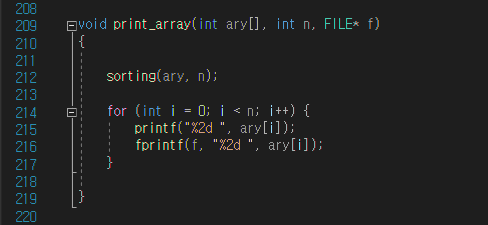 208
209 void print_array(int ary[], int n, FILE* f)
210 {
211
212 sorting(ary, n);
213
214 for (int i = 0; i < n; i++) {
215 printf("%2d ", ary[i]);
216 fprintf(f, "%2d ", ary[i]);
217 }
218
219 }
220